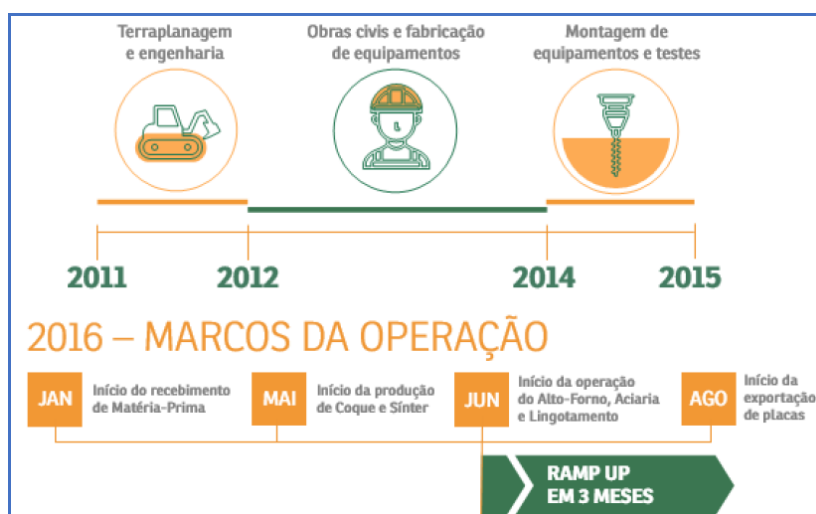 Terraplanagem
e engenharia
Obras civis e fabricação
de equipamentos
Montagem de
equipamentos e testes
2011
2012
2014
2015
2016 – MARCOS DA OPERAÇÃO
JAN
Início do recebimento
de Matéria-Prima
MAI
Início da produção
de Coque e Sínter
JUN
Início da operação
do Alto-Forno, Aciaria
e Lingotamento
AGO
Início da
exportação
de placas
RAMP UP
EM 3 MESES